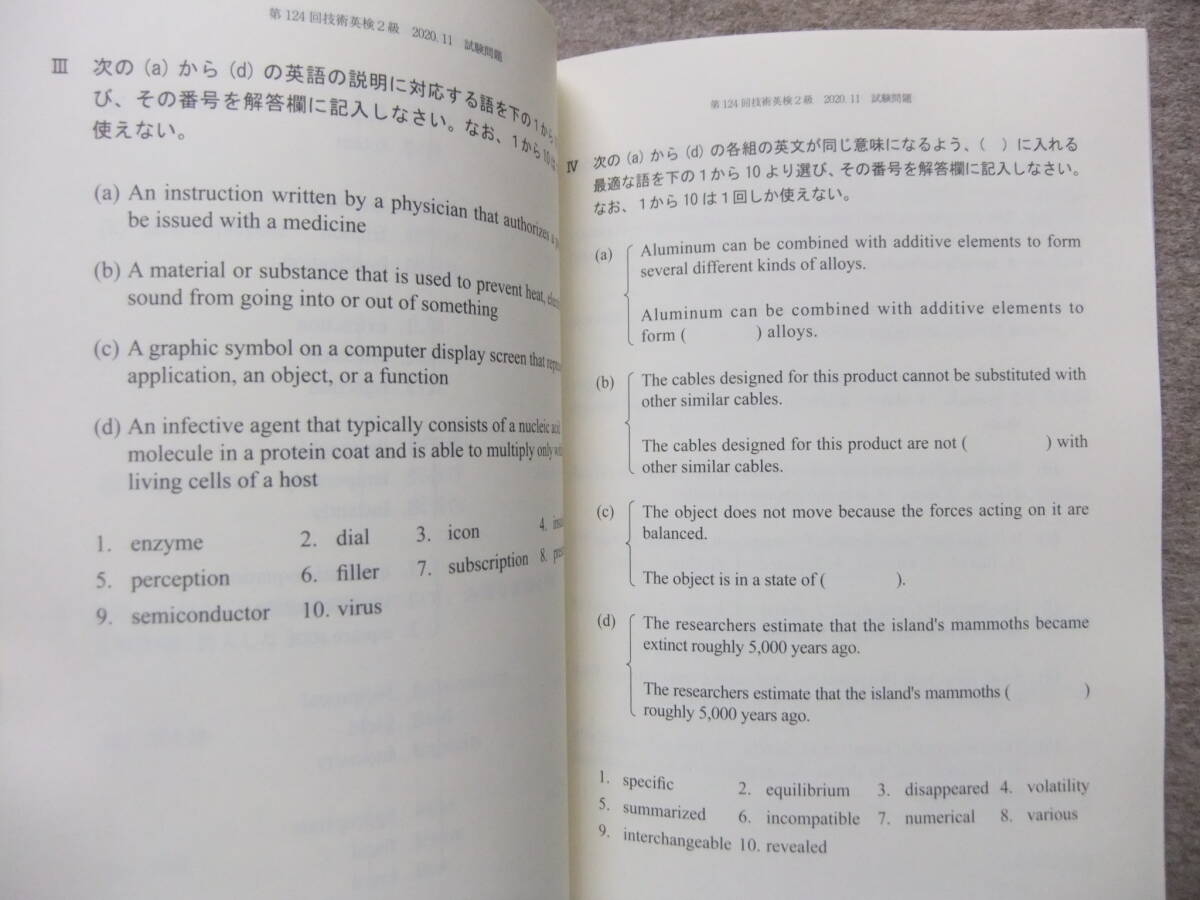 第124回技術英検2級 2020.11 試験問題
Ⅲ 次の (a) から (d) の英語の説明に対応する語を下の1から
び、その番号を解答欄に記入しなさい。なお、1から10は
使えない。
(a) An instruction written by a physician that authorizes a
be issued with a medicine
(b) A material or substance that is used to prevent heat,
sound from going into or out of something
(c) A graphic symbol on a computer display screen that
application, an object, or a function
(d) An infective agent that typically consists of a nucleic acid
molecule in a protein coat and is able to multiply only
living cells of a host
1. enzyme 2. dial 3. icon 4.
5. perception 6. filler 7. subscription 8.
9. semiconductor 10. virus
第124回技術英検2級 2020.11 試験問題
Ⅳ 次の (a) から (d) の各組の英文が同じ意味になるよう、( ) に入れる
最適な語を下の1から10より選び、その番号を解答欄に記入しなさい。
なお、1から10は1回しか使えない。
(a) Aluminum can be combined with additive elements to form
several different kinds of alloys.
Aluminum can be combined with additive elements to
form ( ) alloys.
(b) The cables designed for this product cannot be substituted with
other similar cables.
The cables designed for this product are not ( ) with
other similar cables.
(c) The object does not move because the forces acting on it are
balanced.
The object is in a state of ( ).
(d) The researchers estimate that the island's mammoths became
extinct roughly 5,000 years ago.
The researchers estimate that the island's mammoths ( )
roughly 5,000 years ago.
1. specific 2. equilibrium 3. disappeared 4. volatility
5. summarized 6. incompatible 7. numerical 8. various
9. interchangeable 10. revealed